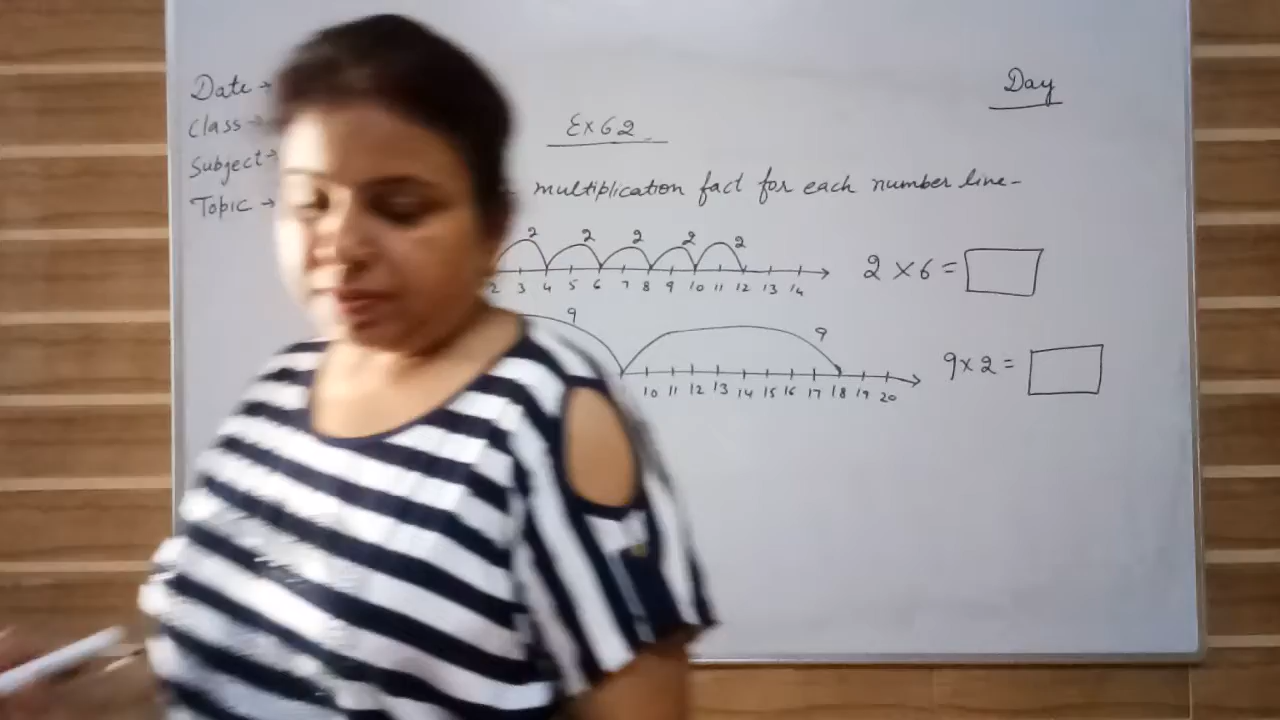 Date →
Day
Class →
Ex 62
Subject →
Topic →
multiplication fact for each number line-
2 2 2 2 2
2 3 4 5 6 7 8 9 10 11 12 13 14
2 × 6 =
9 9
10 11 12 13 14 15 16 17 18 19 20
9 × 2 =